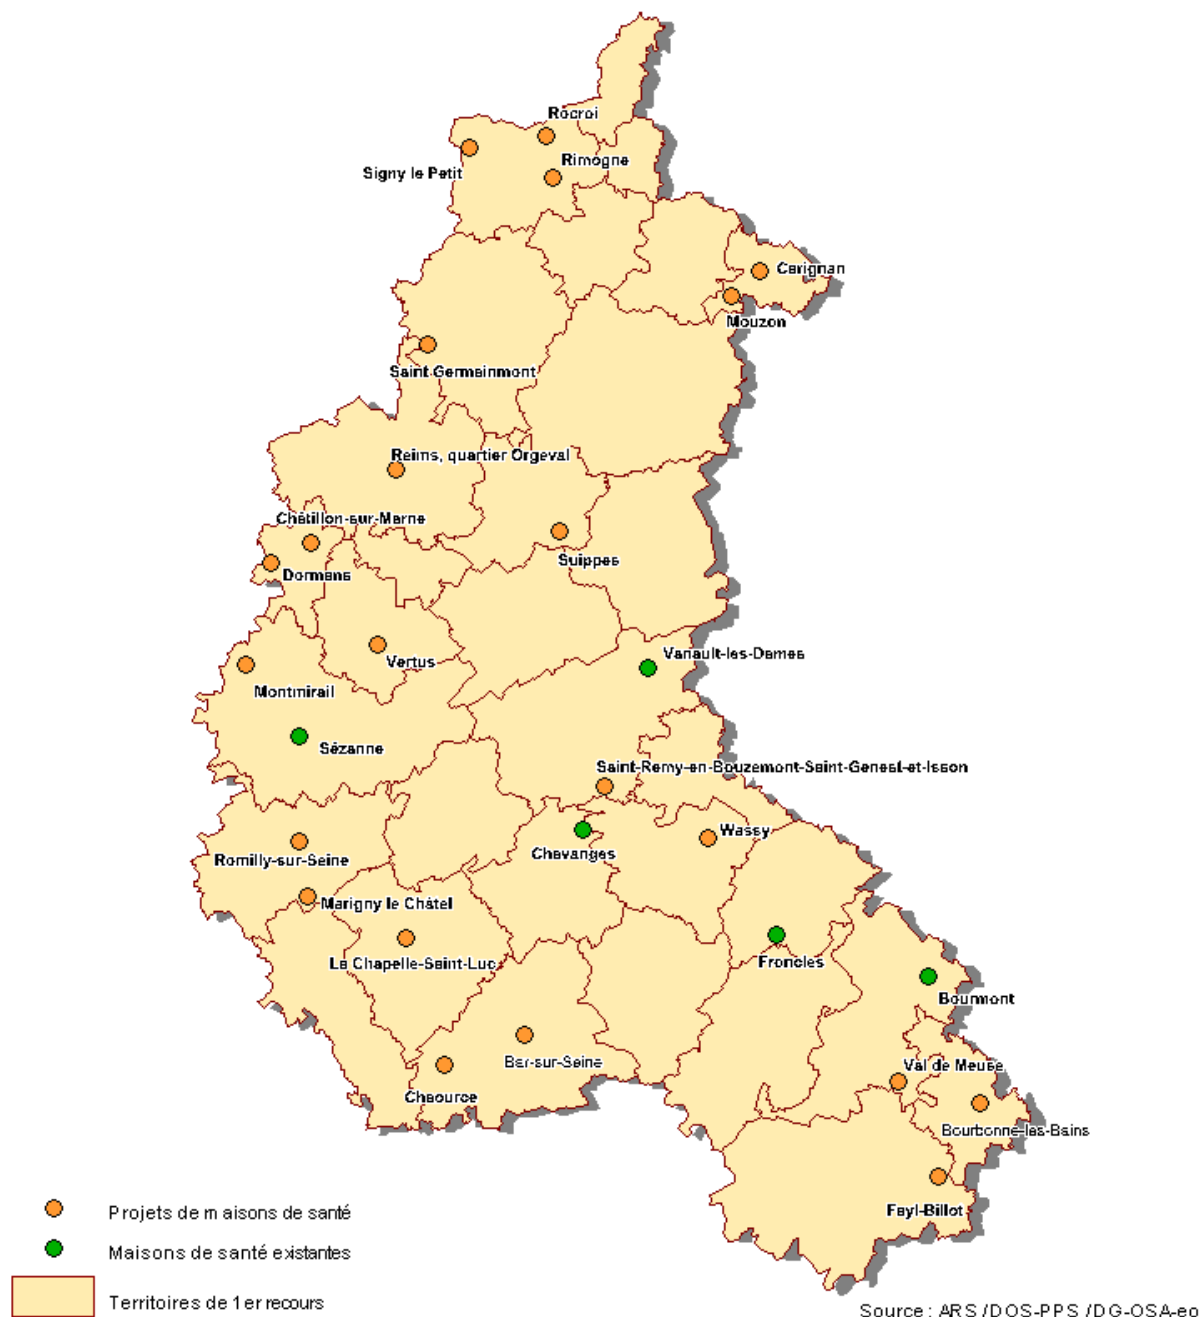 Rocroi
Rimogne
Signy le Petit
Carignan
Mouzon
Saint Germainmont
Reims, quartier Orgeval
Châtillon-sur-Marne
Suippes
Dormans
Vanault-les-Dames
Vertus
Montmirail
Sézanne
Saint-Remy-en-Bouzemont-Saint-Genest-et-Isson
Wassy
Chavanges
Romilly-sur-Seine
Marigny le Châtel
La Chapelle-Saint-Luc
Froncles
Bourmont
Bar-sur-Seine
Val de Meuse
Chaource
Bourbonne-les-Bains
Fayl-Billot
Projets de maisons de santé
Maisons de santé existantes
Territoires de 1er recours
Source : ARS /DOS-PPS /DG-OSA-eo